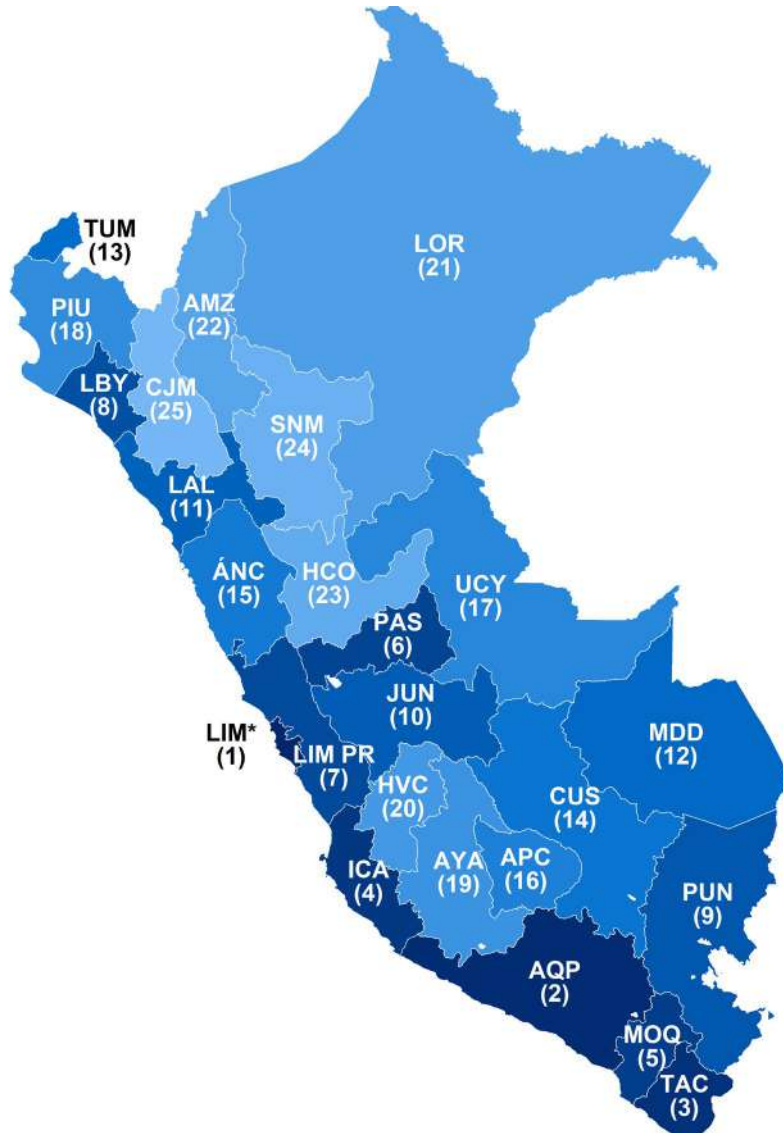 TUM
(13)
LOR
(21)
PIU
(18)
AMZ
(22)
LBY
(8)
CJM
(25)
SNM
(24)
LAL
(11)
ÁNC
(15)
HCO
(23)
UCY
(17)
PAS
(6)
JUN
(10)
LIM*
(1)
LIM PR
(7)
MDD
(12)
HVC
(20)
CUS
(14)
ICA
(4)
AYA
(19)
APC
(16)
PUN
(9)
AQP
(2)
MOQ
(5)
TAC
(3)